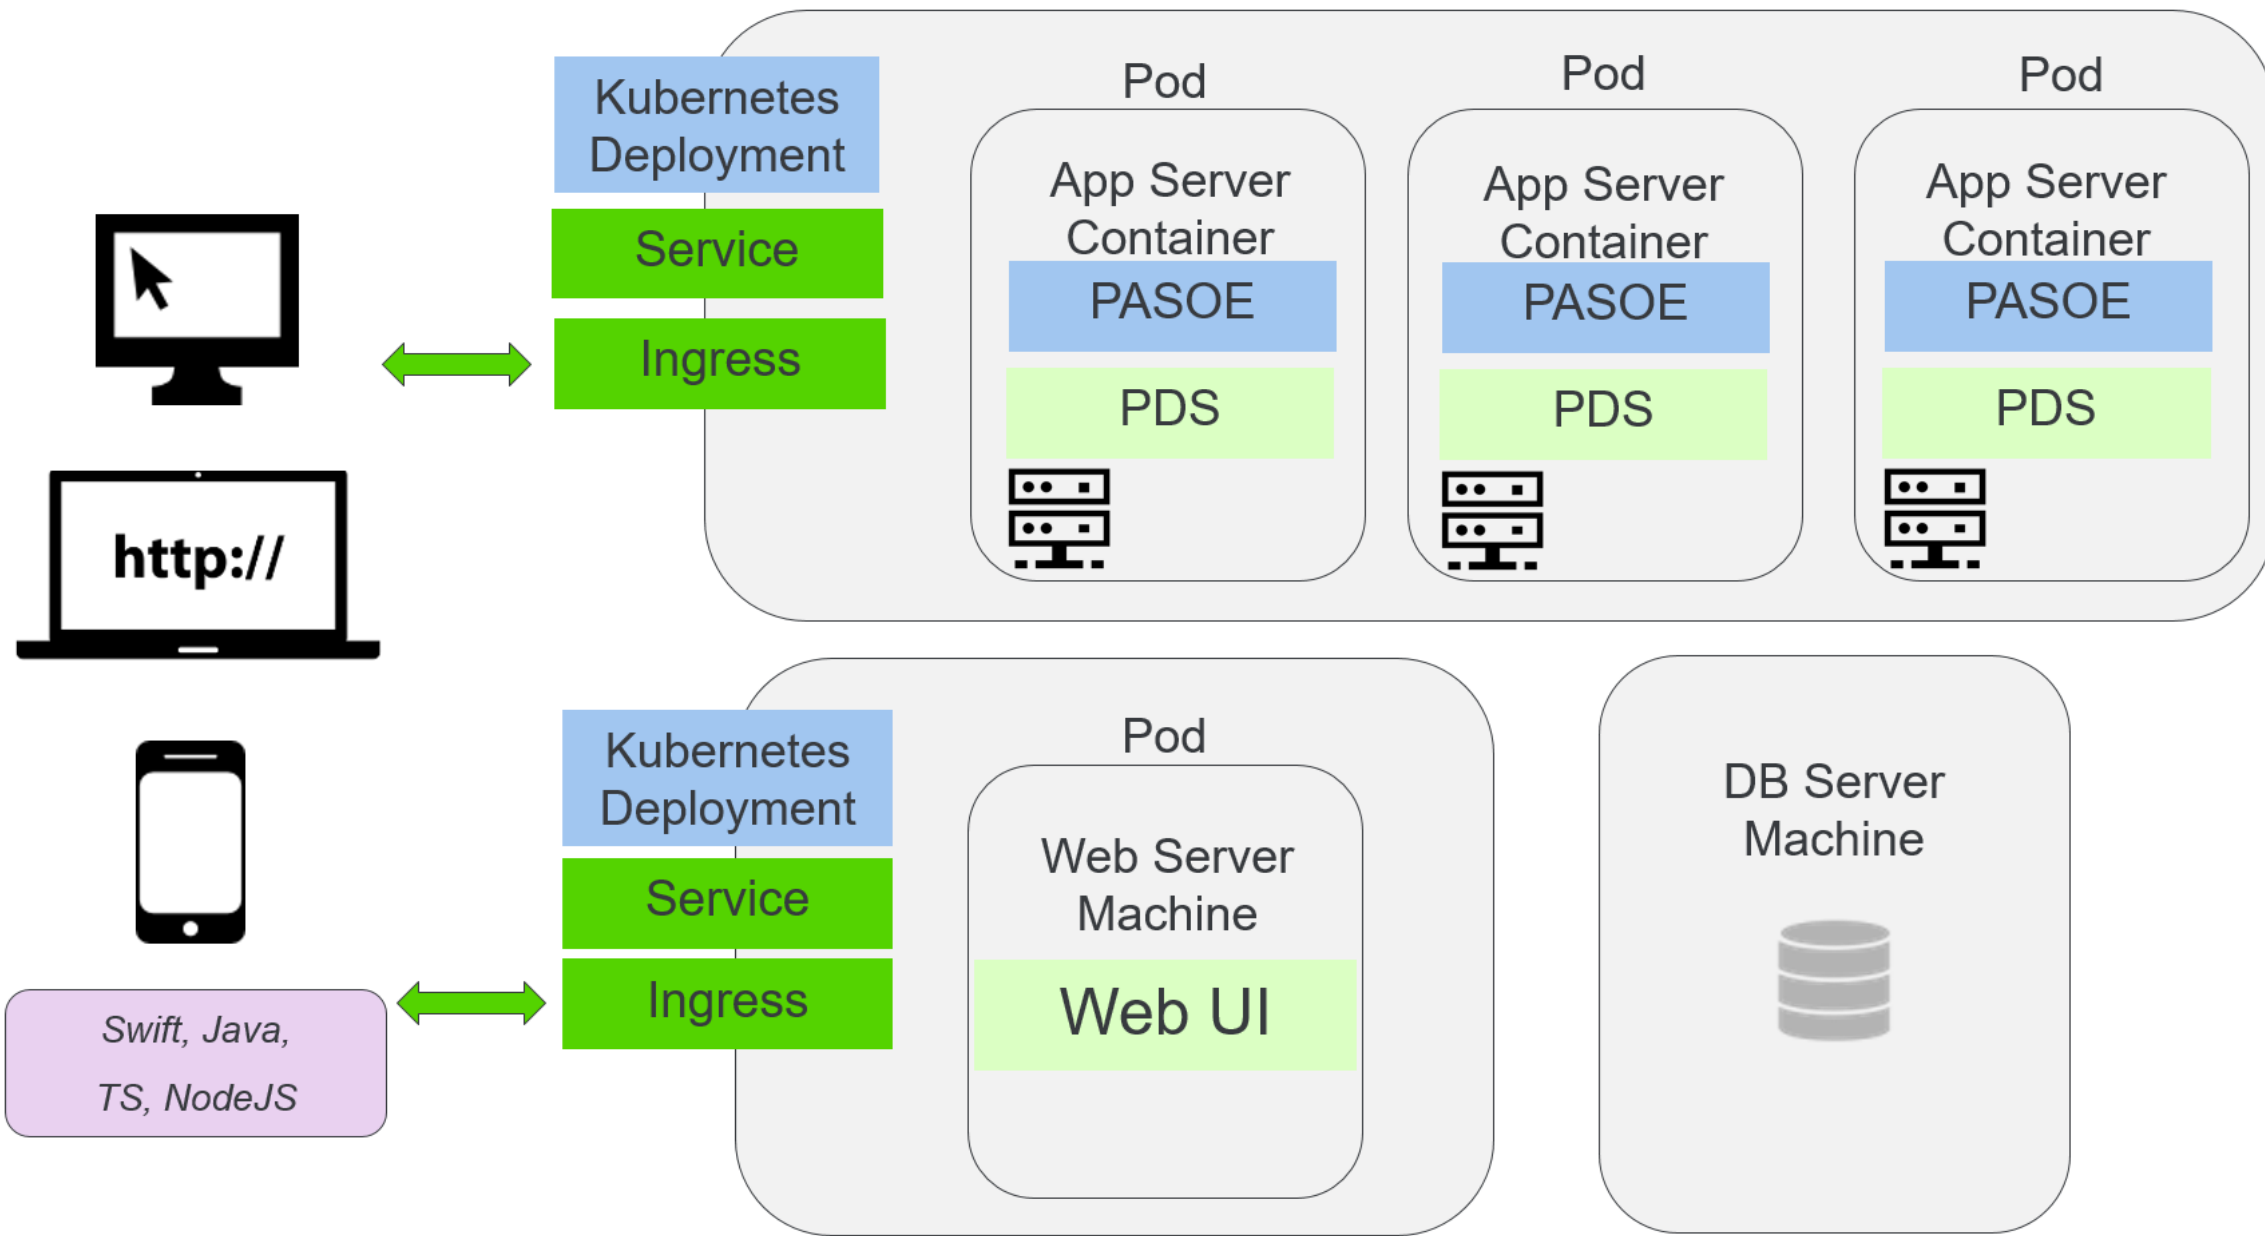 Kubernetes
Deployment
Service
Ingress
Pod
App Server
Container
PASOE
PDS
Pod
App Server
Container
PASOE
PDS
Pod
App Server
Container
PASOE
PDS
http://
Swift, Java,
TS, NodeJS
Kubernetes
Deployment
Service
Ingress
Pod
Web Server
Machine
Web UI
DB Server
Machine